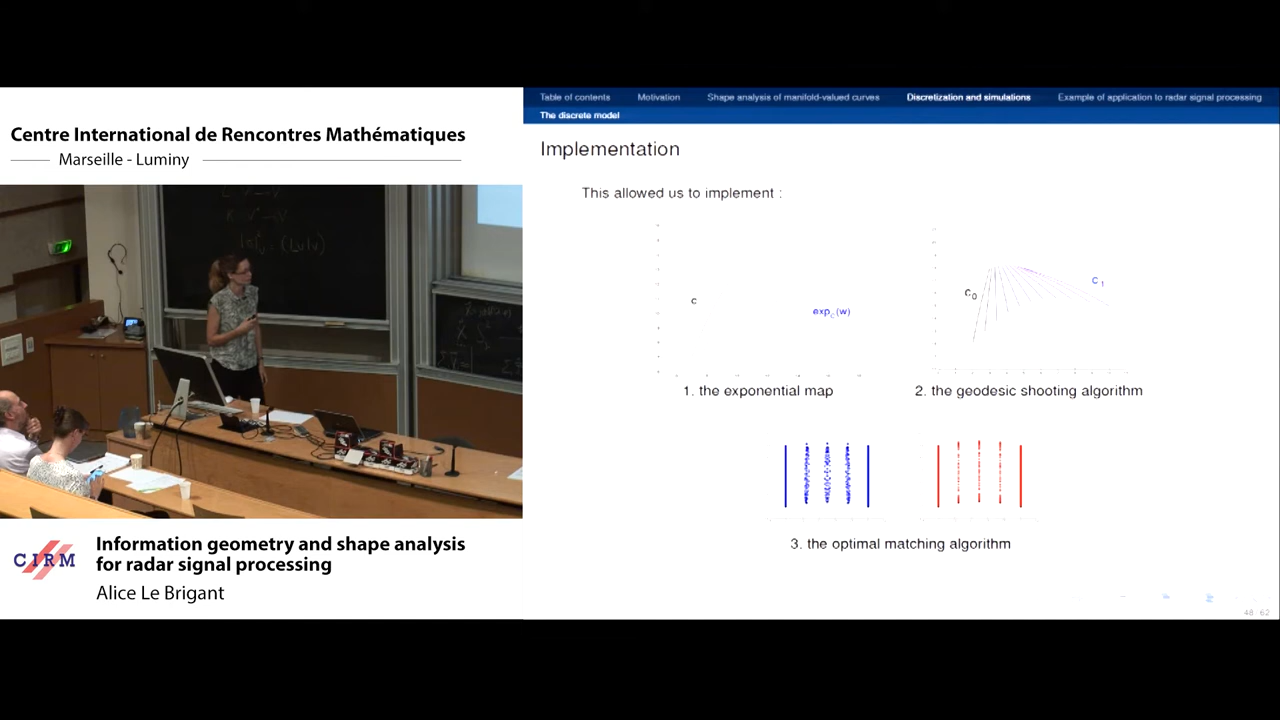 Centre International de Rencontres Mathématiques
Marseille - Luminy
CIRM
Information geometry and shape analysis
for radar signal processing
Alice Le Brigant
Table of contents Motivation Shape analysis of manifold-valued curves Discretization and simulations Example of application to radar signal processing
The discrete model
Implementation
This allowed us to implement :
c
exp_c(w)
1. the exponential map
c_0
c_1
2. the geodesic shooting algorithm
3. the optimal matching algorithm
48 / 62